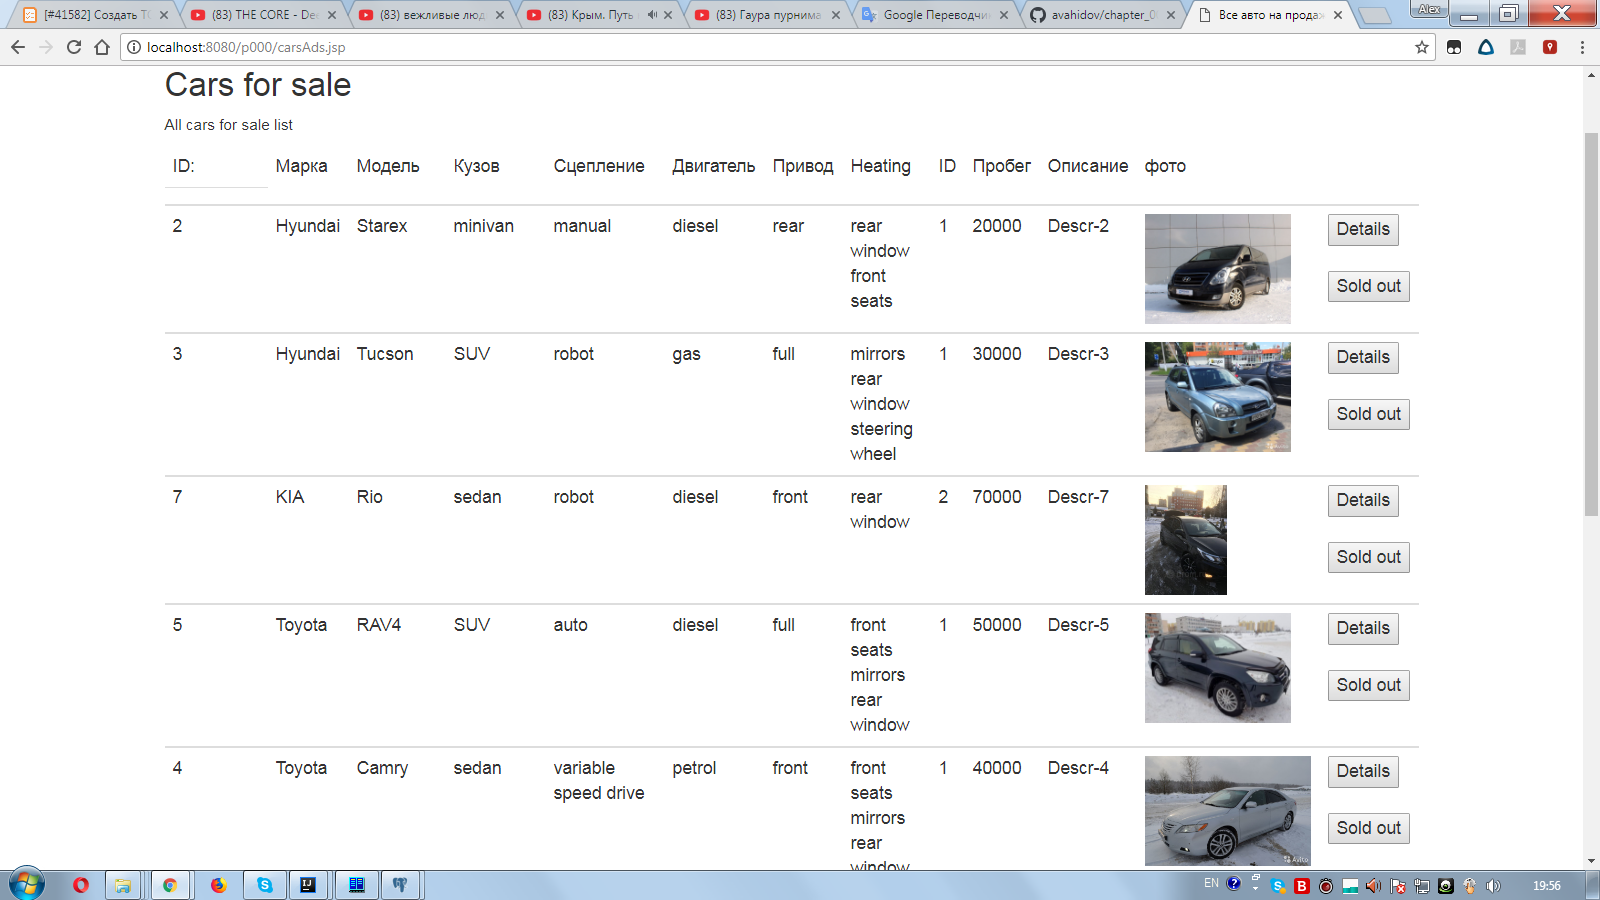 [#41582] Создать ТС
(83) THE CORE - Dee
(83) вежливые люд
(83) Крым. Путь
(83) Гаура пурнима
Google Переводчик
avahidov/chapter_0
Все авто на продаж
Alex
localhost:8080/p000/carsAds.jsp
Cars for sale
All cars for sale list
ID: Марка Модель Кузов Сцепление Двигатель Привод Heating ID Пробег Описание фото
2 Hyundai Starex minivan manual diesel rear rear window front seats 1 20000 Descr-2 Details
Sold out
3 Hyundai Tucson SUV robot gas full mirrors rear window steering wheel 1 30000 Descr-3 Details
Sold out
7 KIA Rio sedan robot diesel front rear window 2 70000 Descr-7 Details
Sold out
5 Toyota RAV4 SUV auto diesel full front seats mirrors rear window 1 50000 Descr-5 Details
Sold out
4 Toyota Camry sedan variable speed drive petrol front front seats mirrors rear window 1 40000 Descr-4 Details
Sold out
Avito
EN
19:56